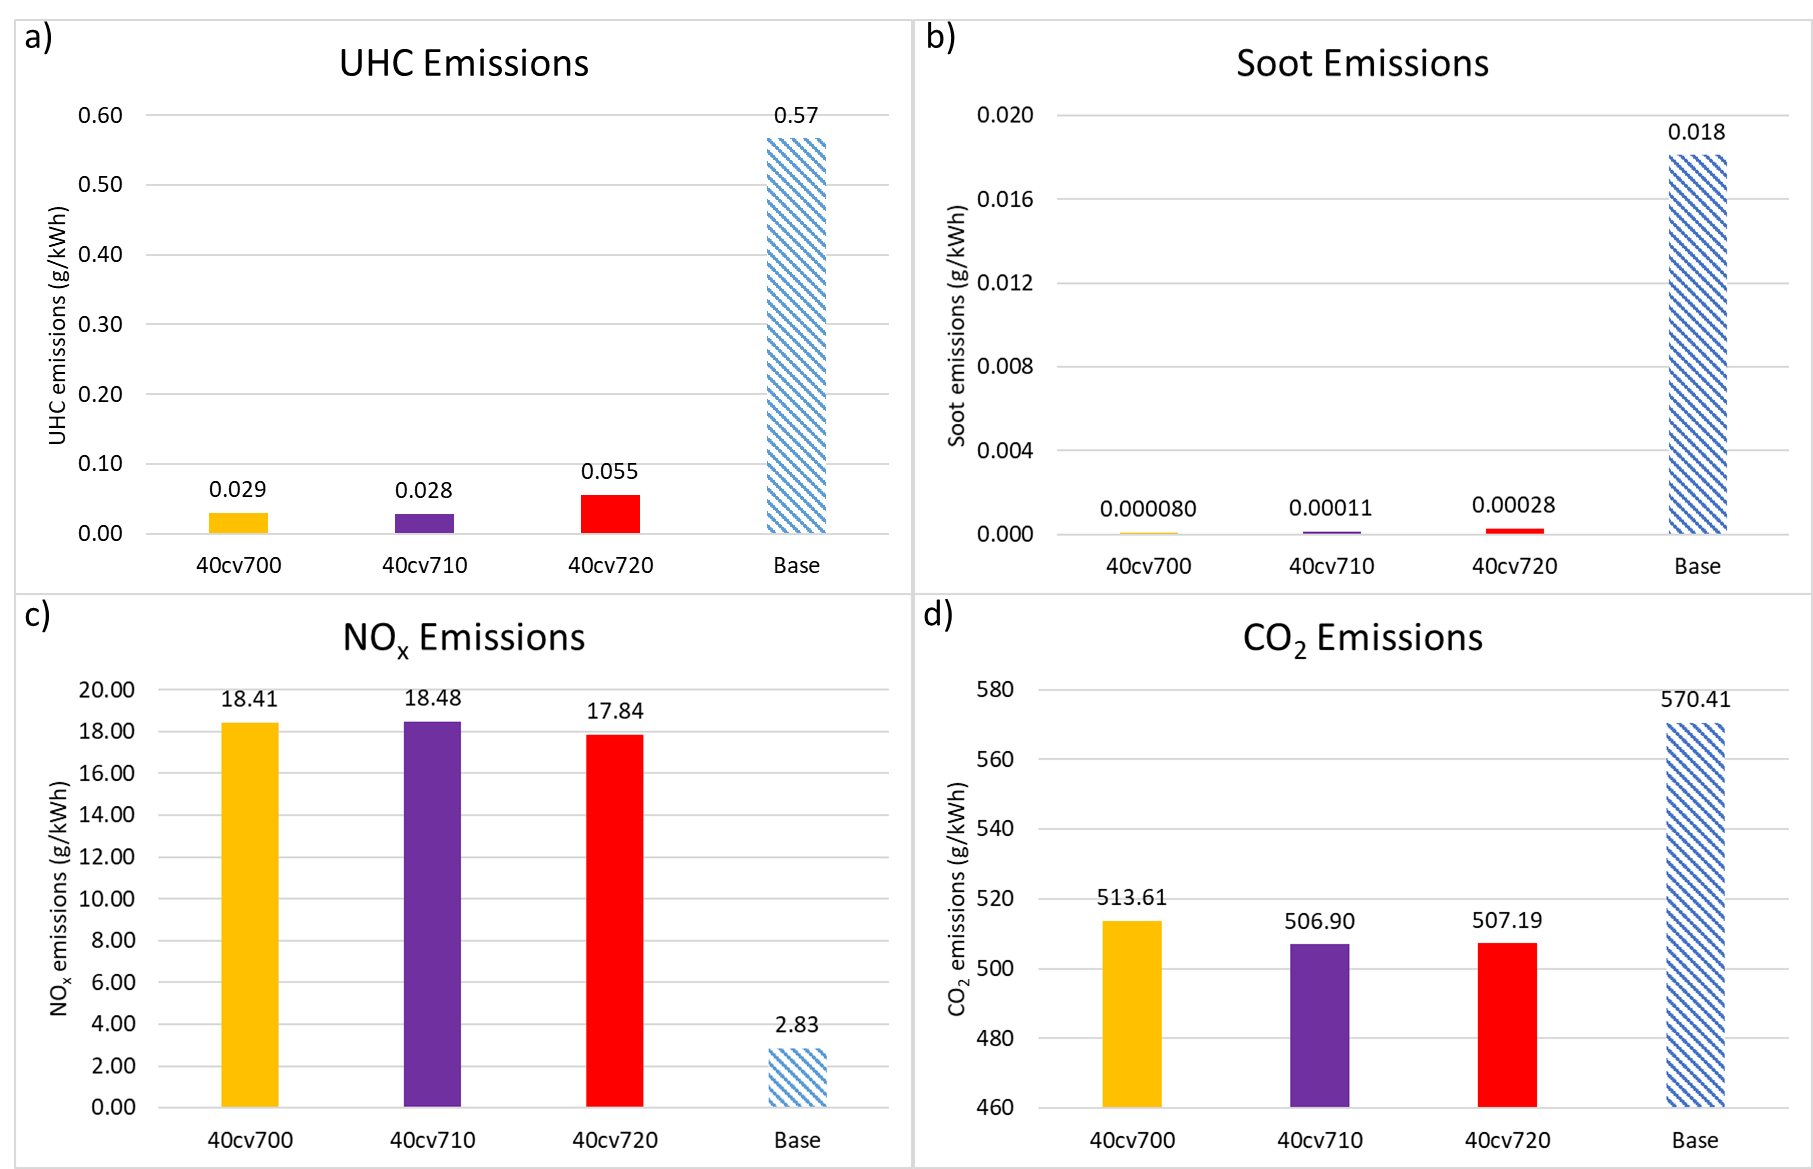 a)
UHC Emissions
UHC emissions (g/kWh)
0.60
0.50
0.40
0.30
0.20
0.10
0.00
0.029
0.028
0.055
0.57
40cv700 40cv710 40cv720 Base
b)
Soot Emissions
Soot emissions (g/kWh)
0.020
0.016
0.012
0.008
0.004
0.000
0.000080
0.00011
0.00028
0.018
40cv700 40cv710 40cv720 Base
c)
NOx Emissions
NOx emissions (g/kWh)
20.00
18.00
16.00
14.00
12.00
10.00
8.00
6.00
4.00
2.00
0.00
18.41
18.48
17.84
2.83
40cv700 40cv710 40cv720 Base
d)
CO2 Emissions
CO2 emissions (g/kWh)
580
560
540
520
500
480
460
513.61
506.90
507.19
570.41
40cv700 40cv710 40cv720 Base